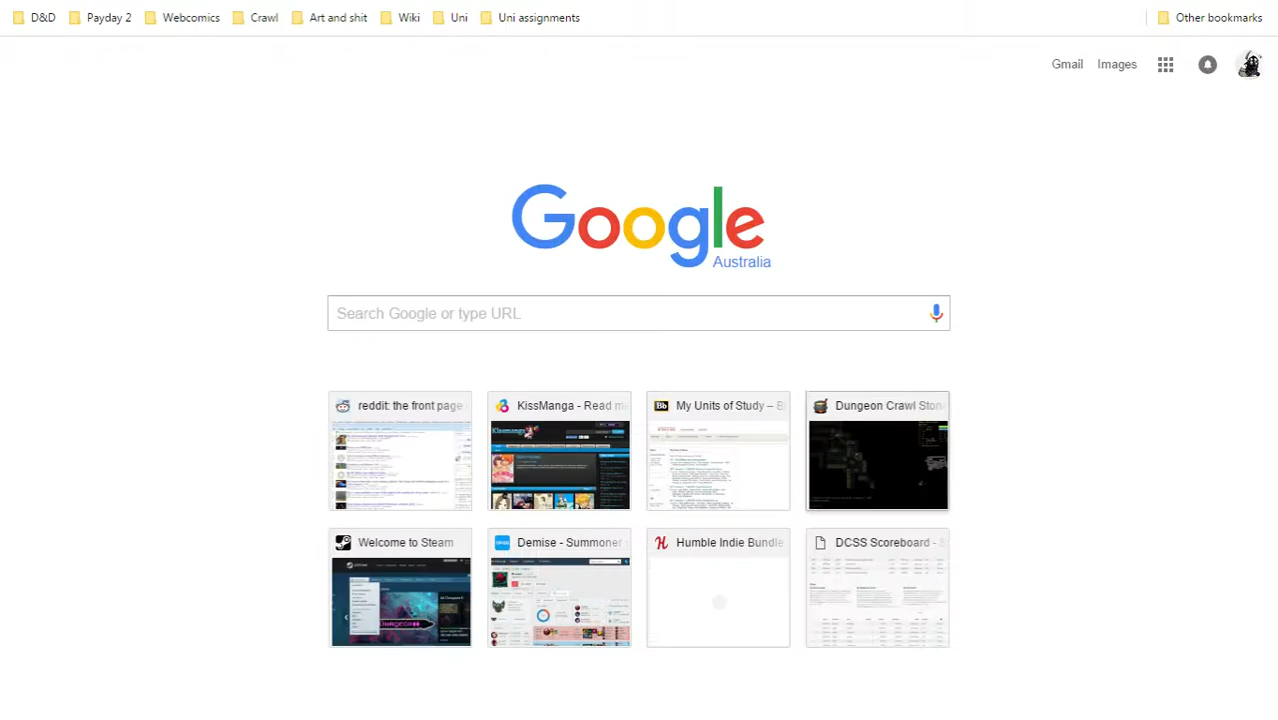 D&D Payday 2 Webcomics Crawl Art and shit Wiki Uni Uni assignments Other bookmarks
Gmail Images
Google
Australia
Search Google or type URL
reddit: the front page KissManga - Read m My Units of Study – B Dungeon Crawl Ston
Welcome to Steam Demise - Summoner Humble Indie Bundle DCSS Scoreboard - S